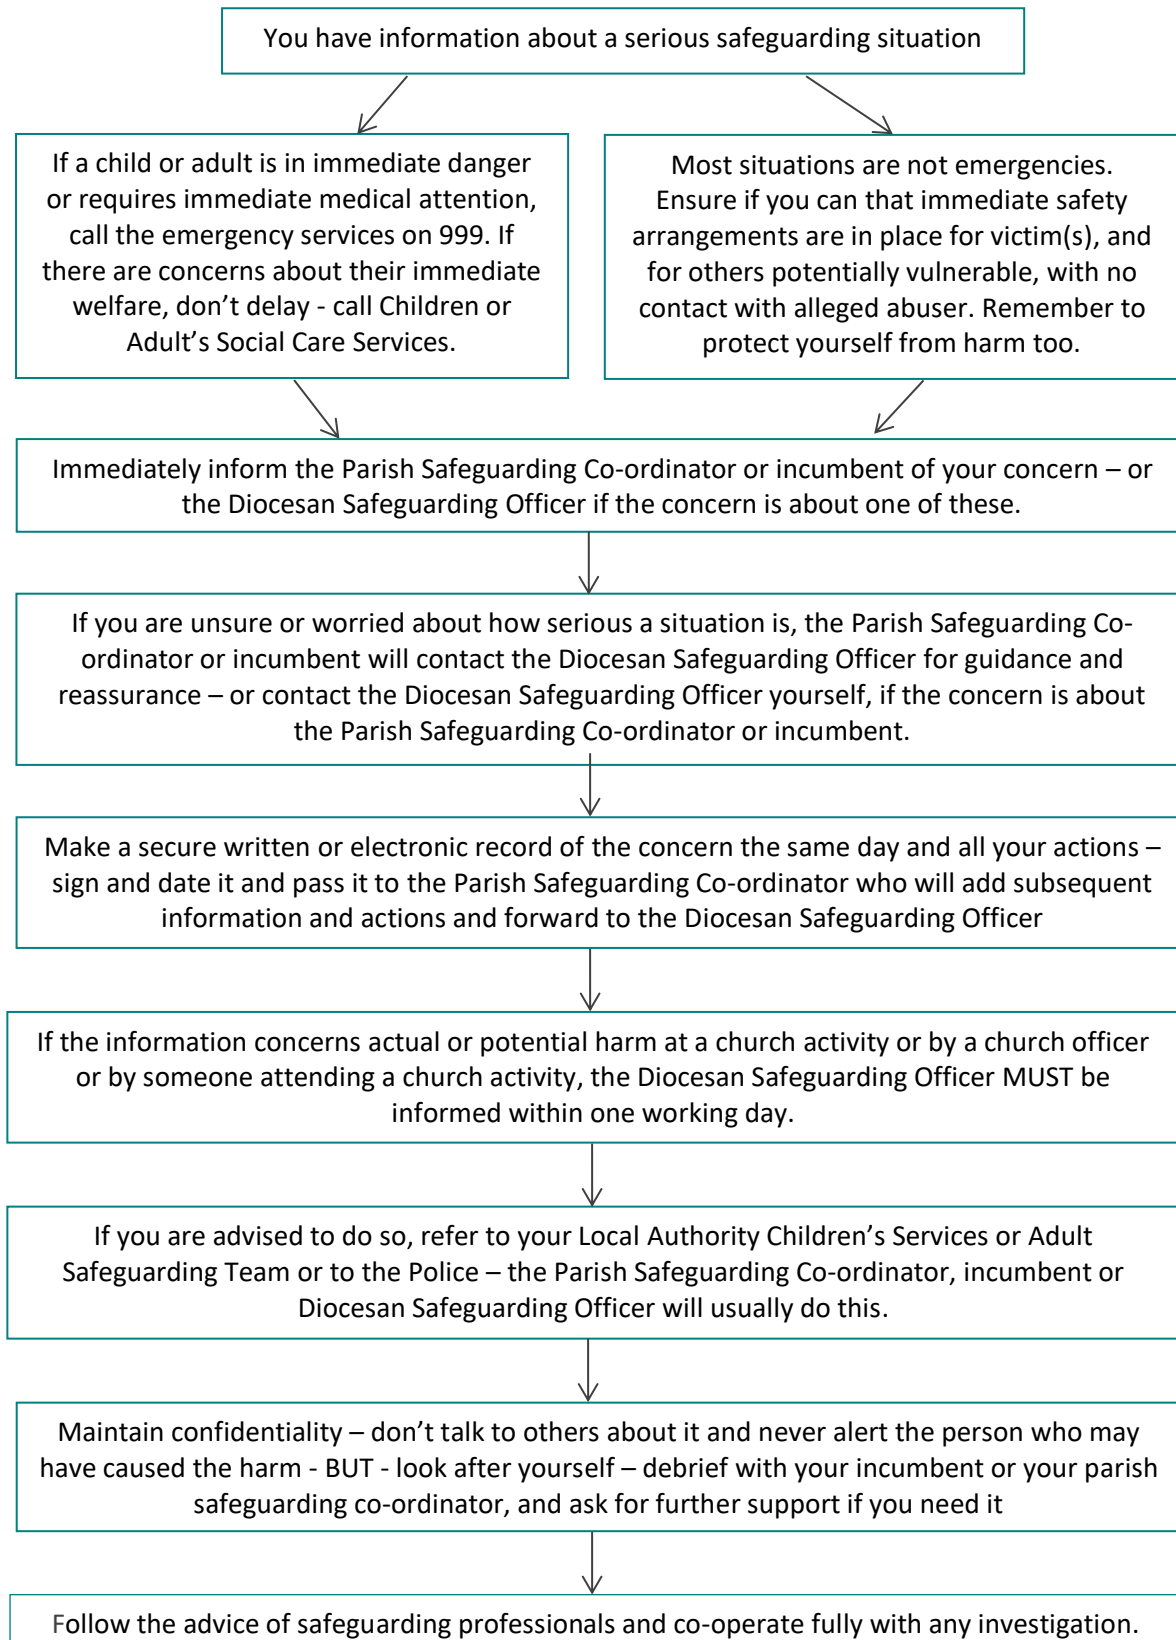 You have information about a serious safeguarding situation
If a child or adult is in immediate danger
or requires immediate medical attention,
call the emergency services on 999. If
there are concerns about their immediate
welfare, don’t delay - call Children or
Adult’s Social Care Services.
Most situations are not emergencies.
Ensure if you can that immediate safety
arrangements are in place for victim(s), and
for others potentially vulnerable, with no
contact with alleged abuser. Remember to
protect yourself from harm too.
Immediately inform the Parish Safeguarding Co-ordinator or incumbent of your concern – or
the Diocesan Safeguarding Officer if the concern is about one of these.
If you are unsure or worried about how serious a situation is, the Parish Safeguarding Co-
ordinator or incumbent will contact the Diocesan Safeguarding Officer for guidance and
reassurance – or contact the Diocesan Safeguarding Officer yourself, if the concern is about
the Parish Safeguarding Co-ordinator or incumbent.
Make a secure written or electronic record of the concern the same day and all your actions –
sign and date it and pass it to the Parish Safeguarding Co-ordinator who will add subsequent
information and actions and forward to the Diocesan Safeguarding Officer
If the information concerns actual or potential harm at a church activity or by a church officer
or by someone attending a church activity, the Diocesan Safeguarding Officer MUST be
informed within one working day.
If you are advised to do so, refer to your Local Authority Children’s Services or Adult
Safeguarding Team or to the Police – the Parish Safeguarding Co-ordinator, incumbent or
Diocesan Safeguarding Officer will usually do this.
Maintain confidentiality – don’t talk to others about it and never alert the person who may
have caused the harm - BUT - look after yourself – debrief with your incumbent or your parish
safeguarding co-ordinator, and ask for further support if you need it
Follow the advice of safeguarding professionals and co-operate fully with any investigation.